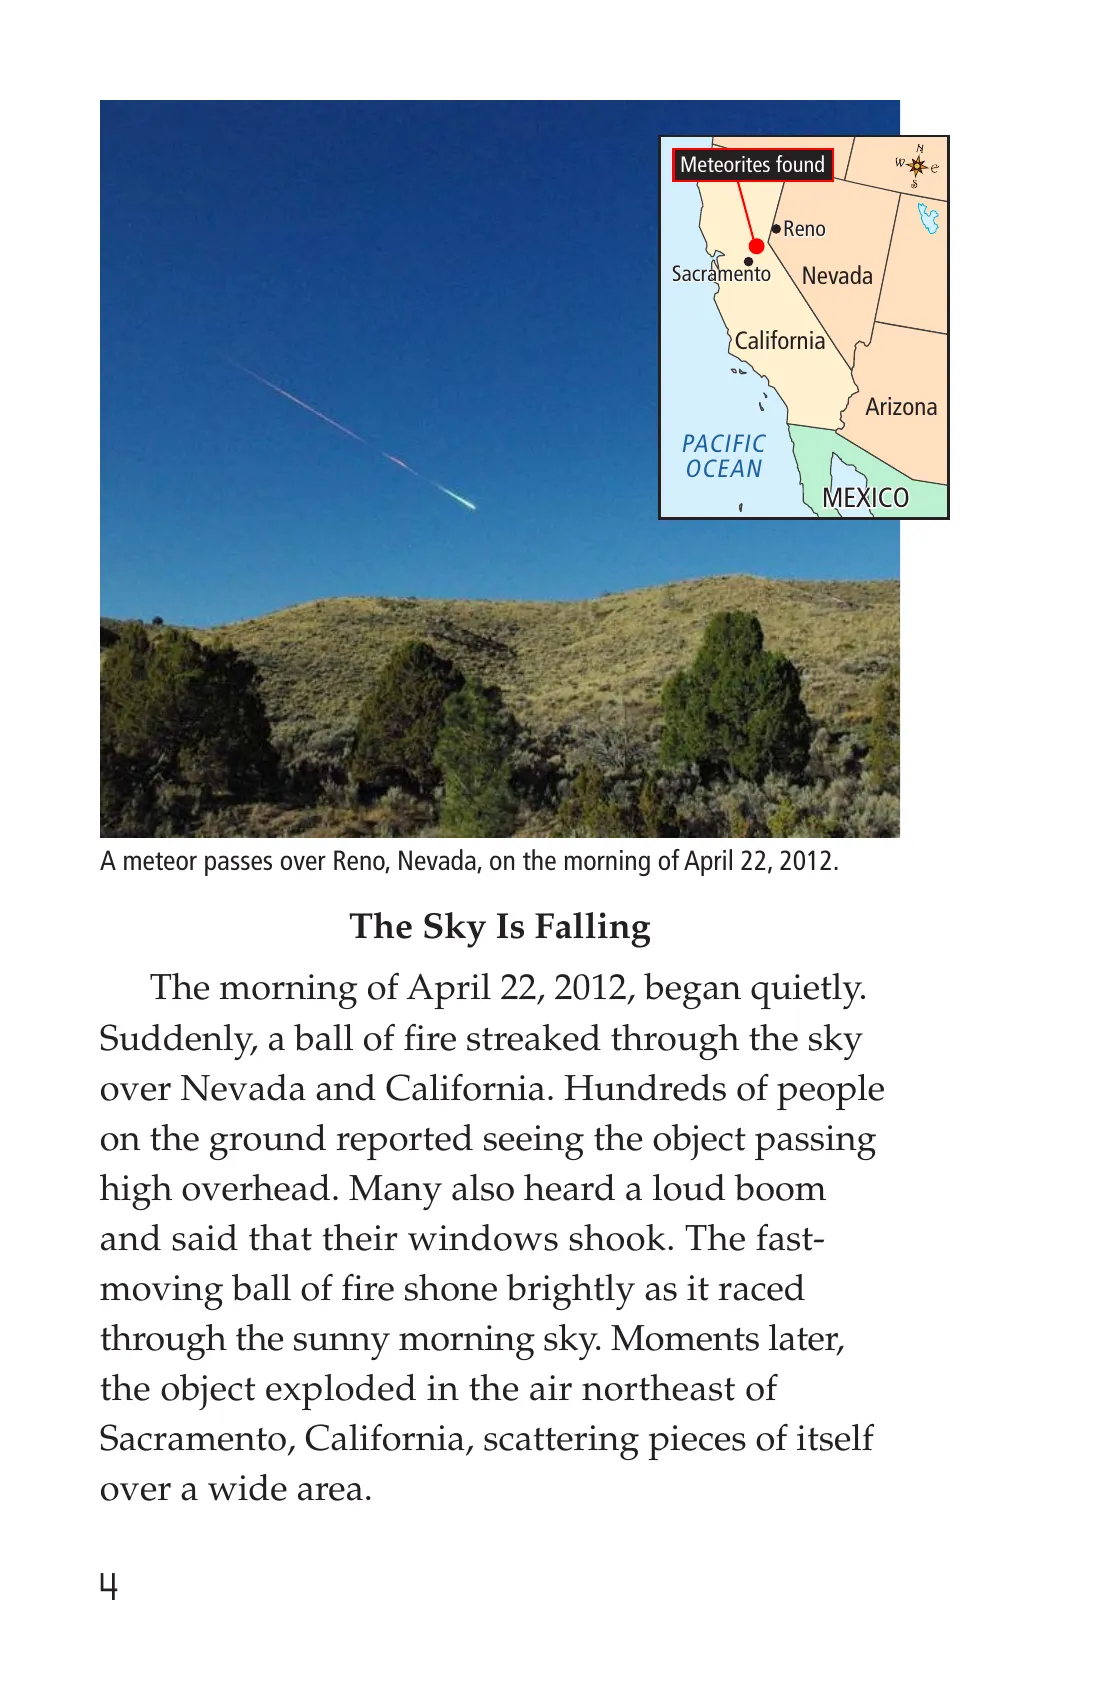 Meteorites found
N
W
e
S
Reno
Sacramento
Nevada
California
Arizona
PACIFIC
OCEAN
MEXICO
A meteor passes over Reno, Nevada, on the morning of April 22, 2012.
The Sky Is Falling
The morning of April 22, 2012, began quietly.
Suddenly, a ball of fire streaked through the sky
over Nevada and California. Hundreds of people
on the ground reported seeing the object passing
high overhead. Many also heard a loud boom
and said that their windows shook. The fast-
moving ball of fire shone brightly as it raced
through the sunny morning sky. Moments later,
the object exploded in the air northeast of
Sacramento, California, scattering pieces of itself
over a wide area.
4